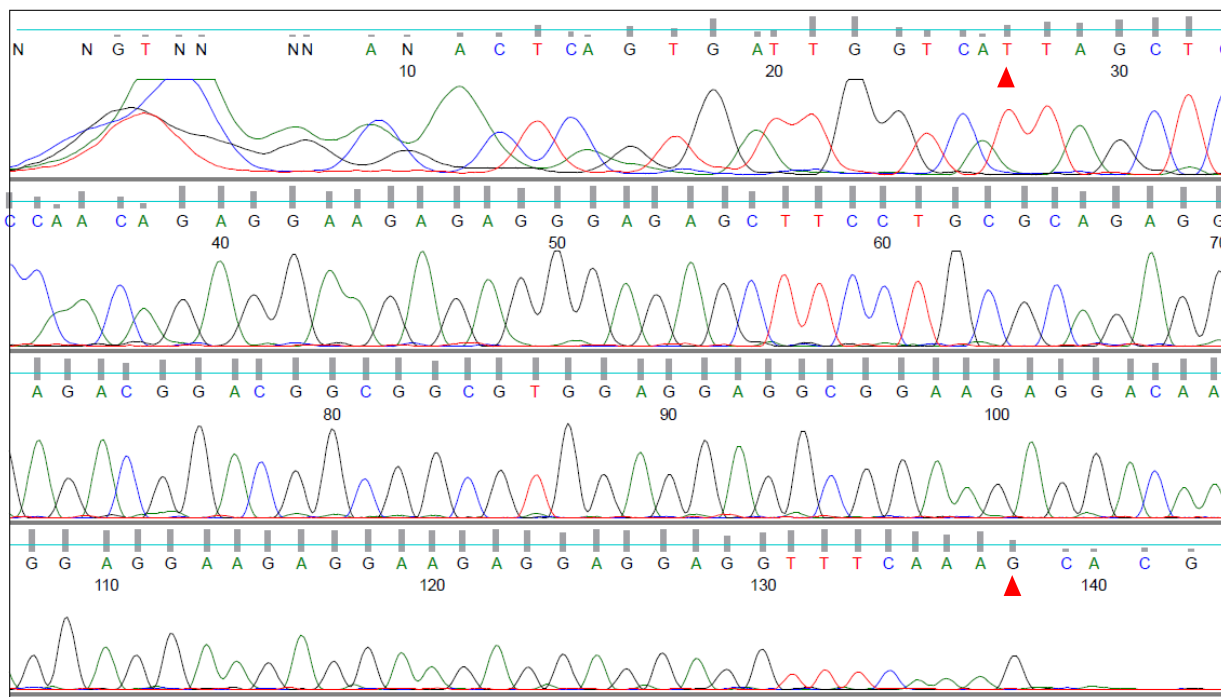 N N G T N N N N A N A C T C A G T G A T T G G T C A T T A G C T C
10 20 30
C C A A C A G A G G A A G A G A G G G A G A G C T T C C T G C G C A G A G G
40 50 60 70
A G A C G G A C G G C G G C G T G G A G G A G G C G G A A G A G G A C A A
80 90 100
G G A G G A A G A G G A A G A G G A G G A G G T T T C A A A G C A C G
110 120 130 140